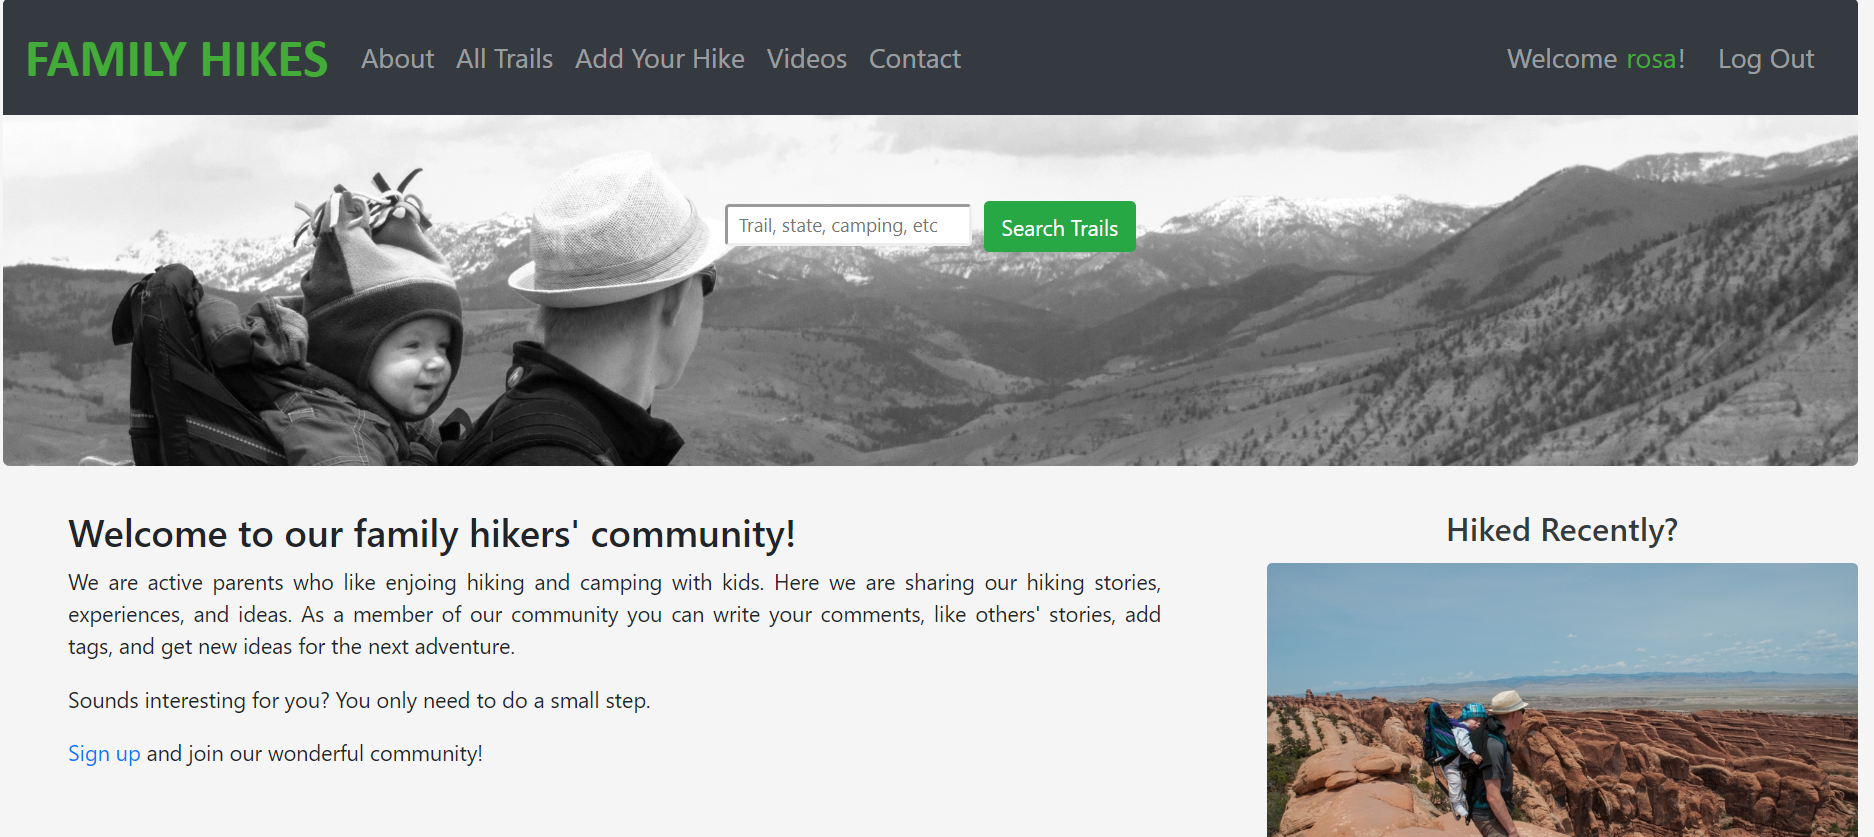 FAMILY HIKES About All Trails Add Your Hike Videos Contact Welcome rosa! Log Out
Trail, state, camping, etc Search Trails
Welcome to our family hikers' community!
We are active parents who like enjoing hiking and camping with kids. Here we are sharing our hiking stories,
experiences, and ideas. As a member of our community you can write your comments, like others' stories, add
tags, and get new ideas for the next adventure.
Sounds interesting for you? You only need to do a small step.
Sign up and join our wonderful community!
Hiked Recently?